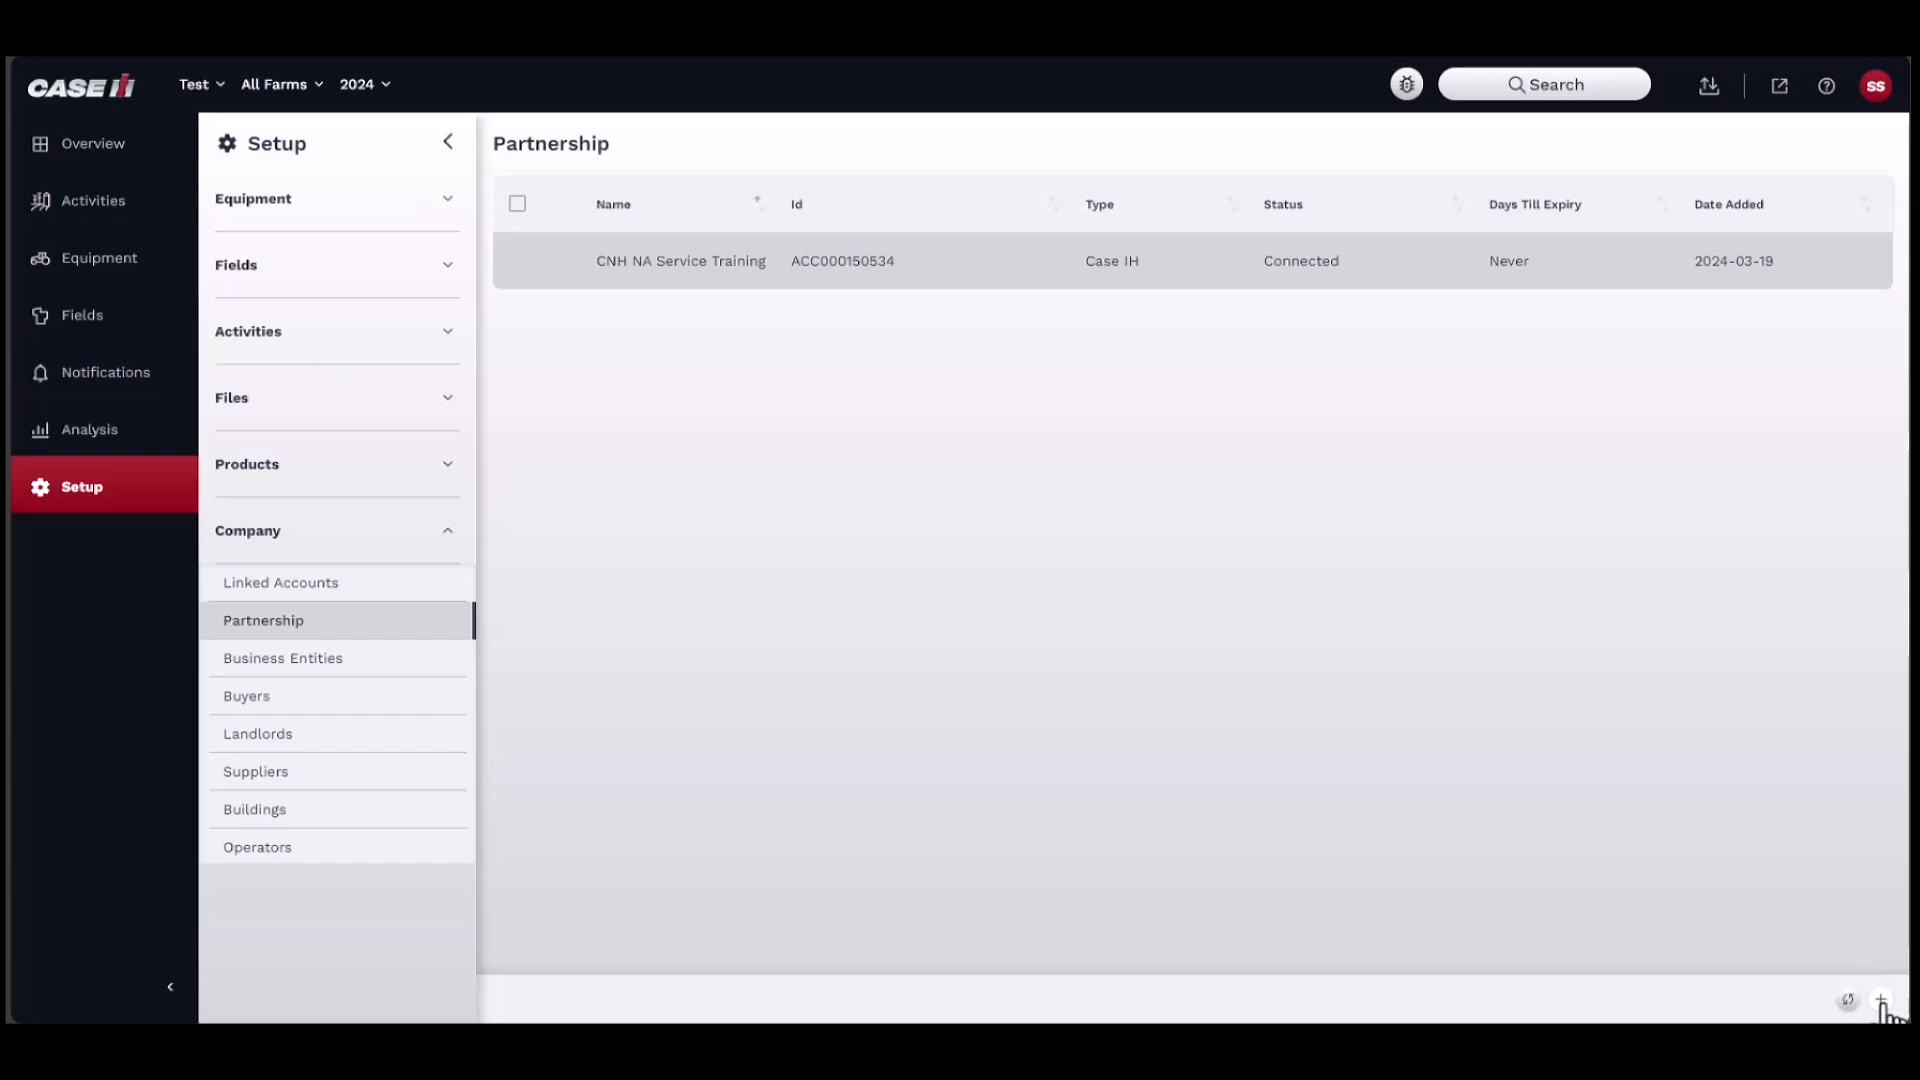 CASE IH
Test
All Farms
2024
Search
SS
Overview
Activities
Equipment
Fields
Notifications
Analysis
Setup
Setup
Equipment
Fields
Activities
Files
Products
Company
Linked Accounts
Partnership
Business Entities
Buyers
Landlords
Suppliers
Buildings
Operators
Partnership
Name Id Type Status Days Till Expiry Date Added
CNH NA Service Training ACC000150534 Case IH Connected Never 2024-03-19